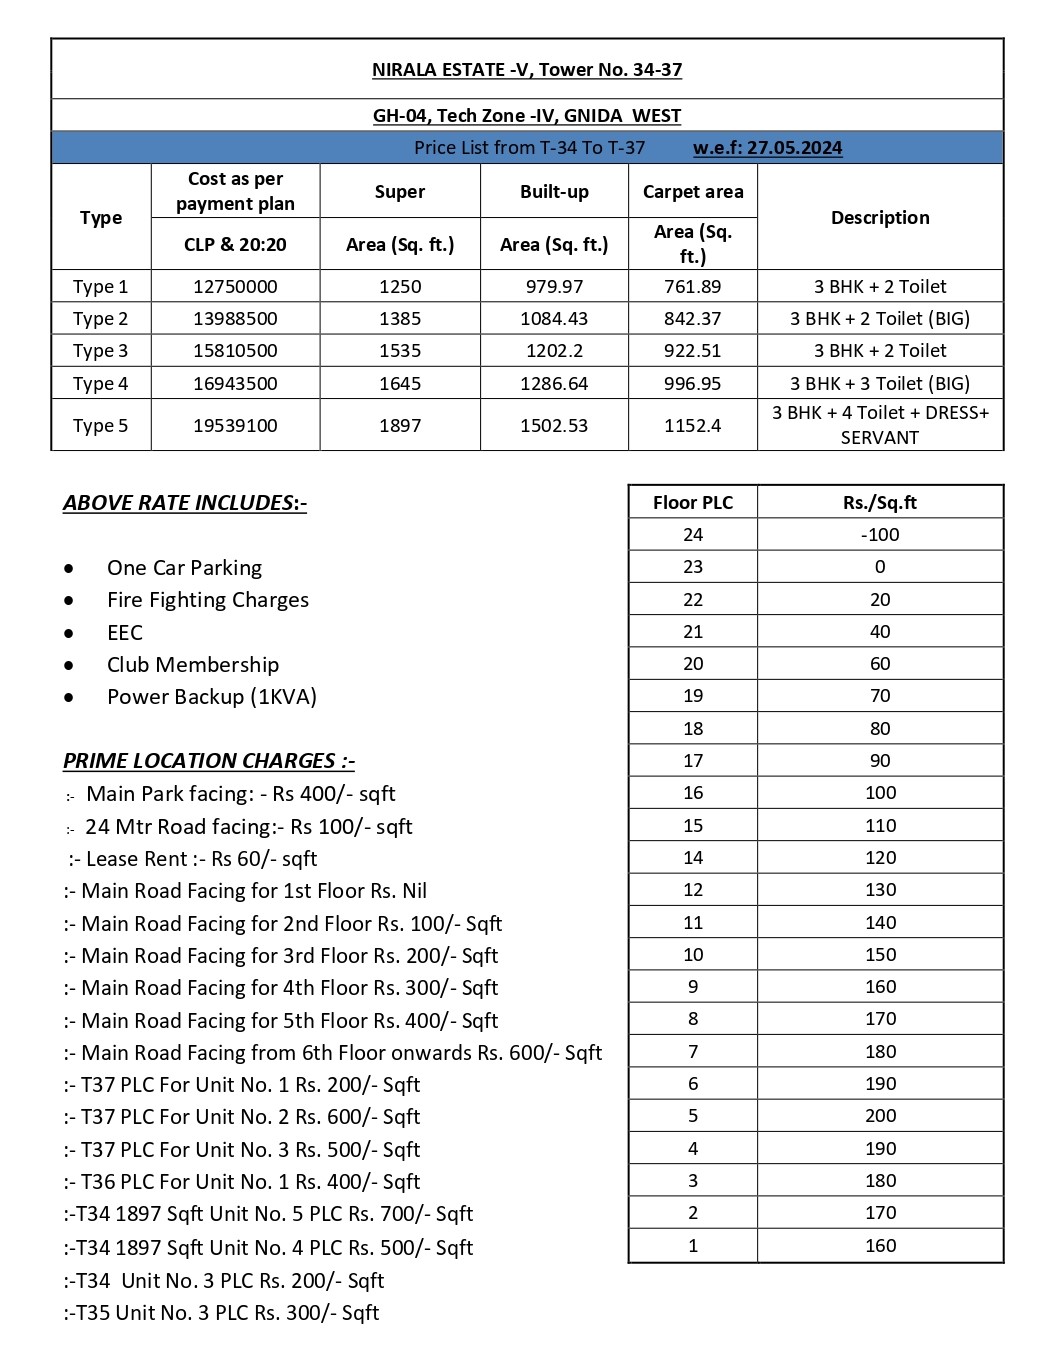 NIRALA ESTATE -V, Tower No. 34-37
GH-04, Tech Zone -IV, GNIDA  WEST
Price List from T-34 To T-37 w.e.f: 27.05.2024
Type Cost as per payment plan Super Built-up Carpet area Description
CLP & 20:20 Area (Sq. ft.) Area (Sq. ft.) Area (Sq. ft.)
Type 1 12750000 1250 979.97 761.89 3 BHK + 2 Toilet
Type 2 13988500 1385 1084.43 842.37 3 BHK + 2 Toilet (BIG)
Type 3 15810500 1535 1202.2 922.51 3 BHK + 2 Toilet
Type 4 16943500 1645 1286.64 996.95 3 BHK + 3 Toilet (BIG)
Type 5 19539100 1897 1502.53 1152.4 3 BHK + 4 Toilet + DRESS+ SERVANT
ABOVE RATE INCLUDES:-
• One Car Parking
• Fire Fighting Charges
• EEC
• Club Membership
• Power Backup (1KVA)
PRIME LOCATION CHARGES :-
:- Main Park facing: - Rs 400/- sqft
:- 24 Mtr Road facing:- Rs 100/- sqft
:- Lease Rent :- Rs 60/- sqft
:- Main Road Facing for 1st Floor Rs. Nil
:- Main Road Facing for 2nd Floor Rs. 100/- Sqft
:- Main Road Facing for 3rd Floor Rs. 200/- Sqft
:- Main Road Facing for 4th Floor Rs. 300/- Sqft
:- Main Road Facing for 5th Floor Rs. 400/- Sqft
:- Main Road Facing from 6th Floor onwards Rs. 600/- Sqft
:- T37 PLC For Unit No. 1 Rs. 200/- Sqft
:- T37 PLC For Unit No. 2 Rs. 600/- Sqft
:- T37 PLC For Unit No. 3 Rs. 500/- Sqft
:- T36 PLC For Unit No. 1 Rs. 400/- Sqft
:-T34 1897 Sqft Unit No. 5 PLC Rs. 700/- Sqft
:-T34 1897 Sqft Unit No. 4 PLC Rs. 500/- Sqft
:-T34  Unit No. 3 PLC Rs. 200/- Sqft
:-T35 Unit No. 3 PLC Rs. 300/- Sqft
Floor PLC Rs./Sq.ft
24 -100
23 0
22 20
21 40
20 60
19 70
18 80
17 90
16 100
15 110
14 120
12 130
11 140
10 150
9 160
8 170
7 180
6 190
5 200
4 190
3 180
2 170
1 160